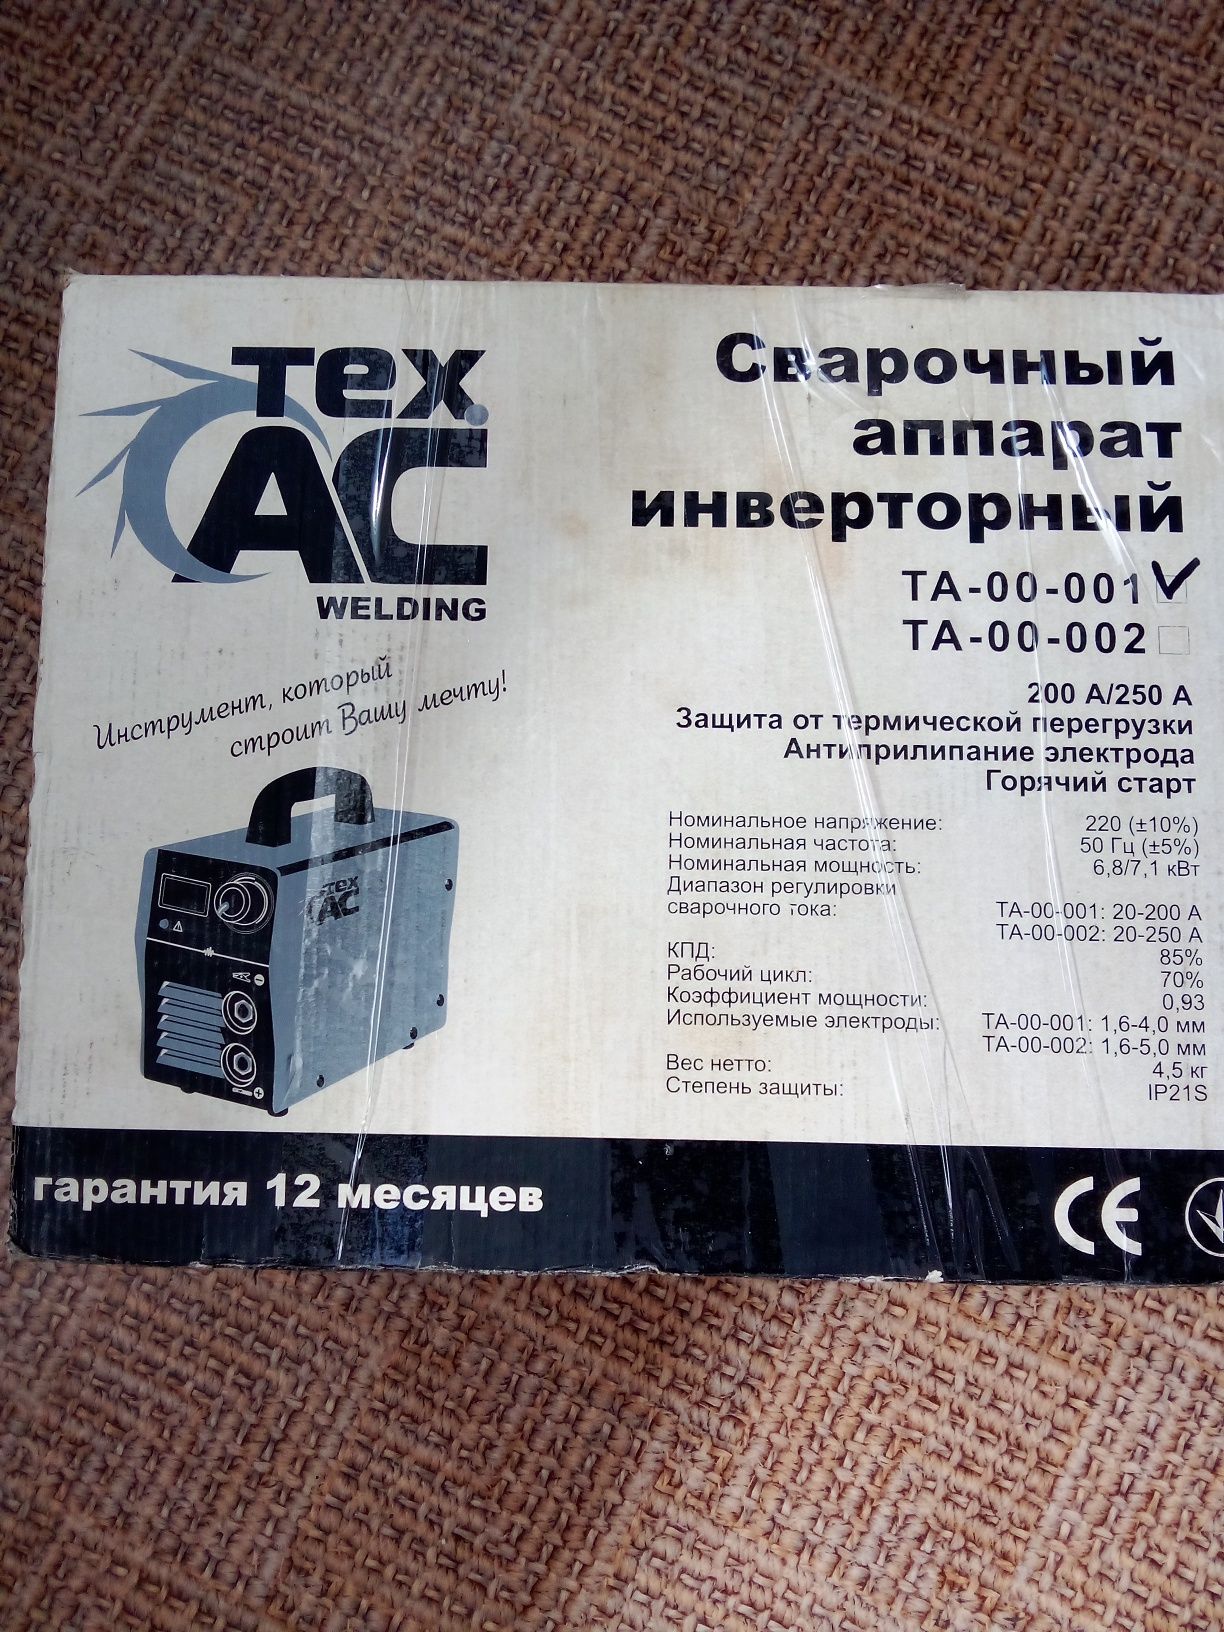 тех.
АС
WELDING
Инструмент, который
строит Вашу мечту!
Сварочный
аппарат
инверторный
ТА-00-001
ТА-00-002
200 А/250 А
Защита от термической перегрузки
Антиприлипание электрода
Горячий старт
Номинальное напряжение: 220 (±10%)
Номинальная частота: 50 Гц (±5%)
Номинальная мощность: 6,8/7,1 кВт
Диапазон регулировки
сварочного тока: ТА-00-001: 20-200 А
ТА-00-002: 20-250 А
КПД: 85%
Рабочий цикл: 70%
Коэффициент мощности: 0,93
Используемые электроды: ТА-00-001: 1,6-4,0 мм
ТА-00-002: 1,6-5,0 мм
Вес нетто: 4,5 кг
Степень защиты: IP21S
тех
АС
гарантия 12 месяцев
CE